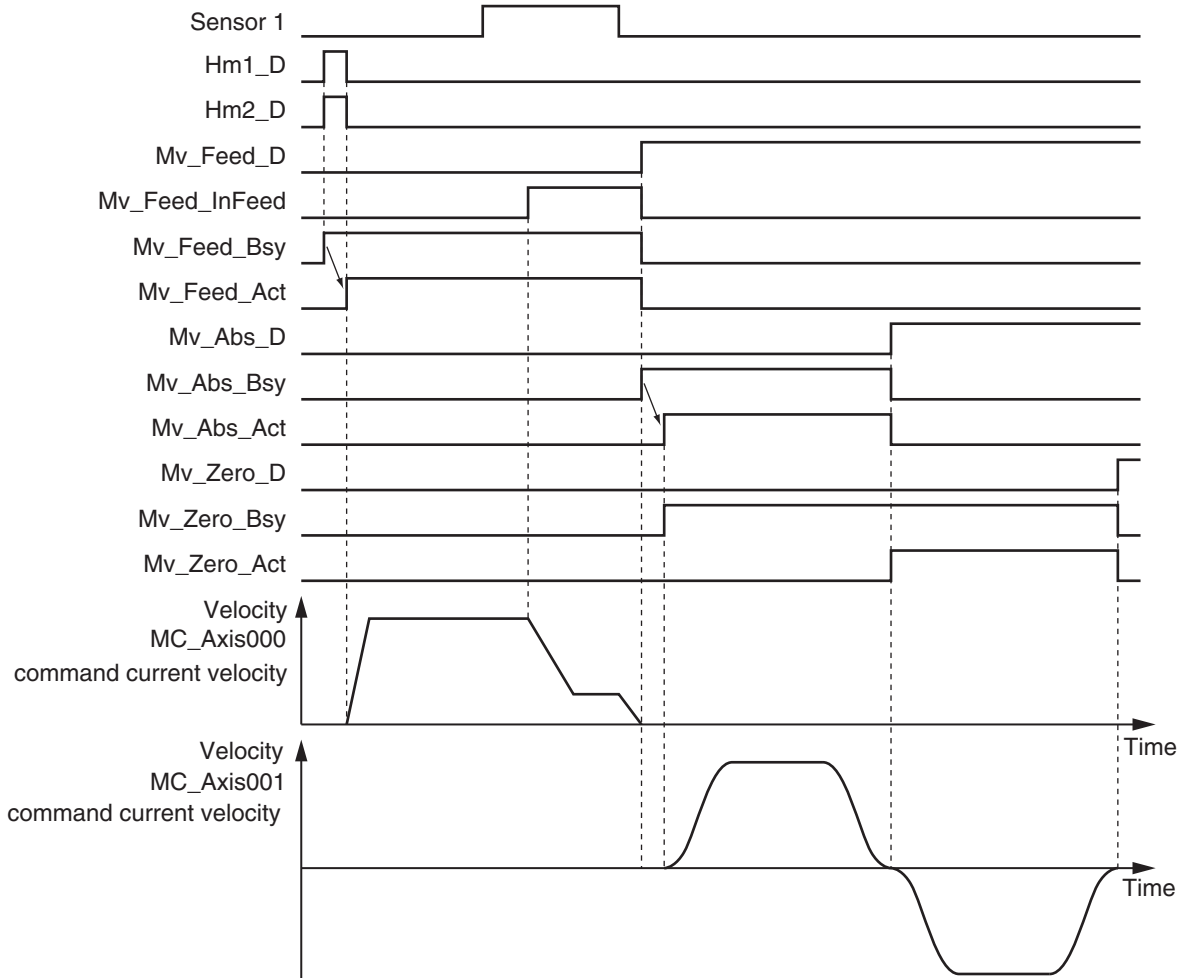 Sensor 1
Hm1_D
Hm2_D
Mv_Feed_D
Mv_Feed_InFeed
Mv_Feed_Bsy
Mv_Feed_Act
Mv_Abs_D
Mv_Abs_Bsy
Mv_Abs_Act
Mv_Zero_D
Mv_Zero_Bsy
Mv_Zero_Act
Velocity
MC_Axis000
command current velocity
Time
Velocity
MC_Axis001
command current velocity
Time